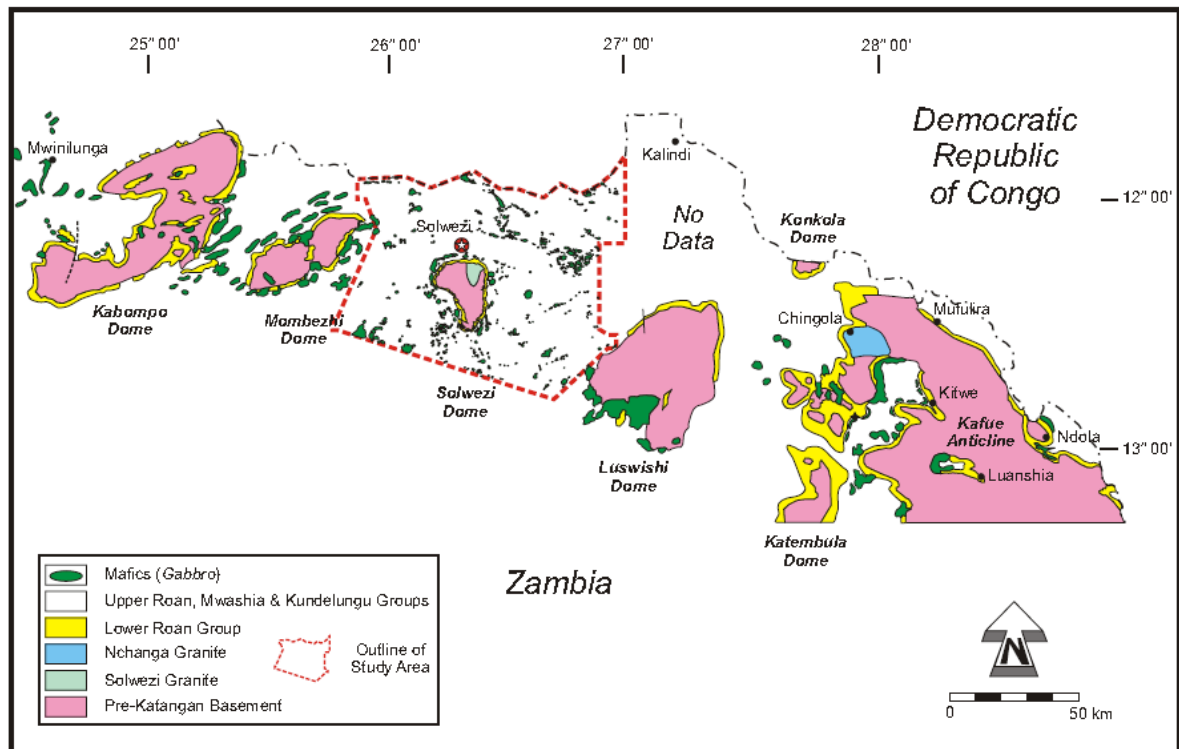 25° 00'
26° 00'
27° 00'
28° 00'
Democratic
Republic
of Congo
Mwinilunga
Kalindi
12° 00'
No
Data
Konkola
Dome
Solwezi
Kabompo
Dome
Mombezhi
Dome
Chingola
Mufulira
Solwezi
Dome
Kitwe
Kafue
Anticline
Ndola
13° 00'
Luswishi
Dome
Luanshia
Katembula
Dome
Zambia
Mafics (Gabbro)
Upper Roan, Mwashia & Kundelungu Groups
Lower Roan Group
Nchanga Granite
Solwezi Granite
Pre-Katangan Basement
Outline of
Study Area
N
0 50 km